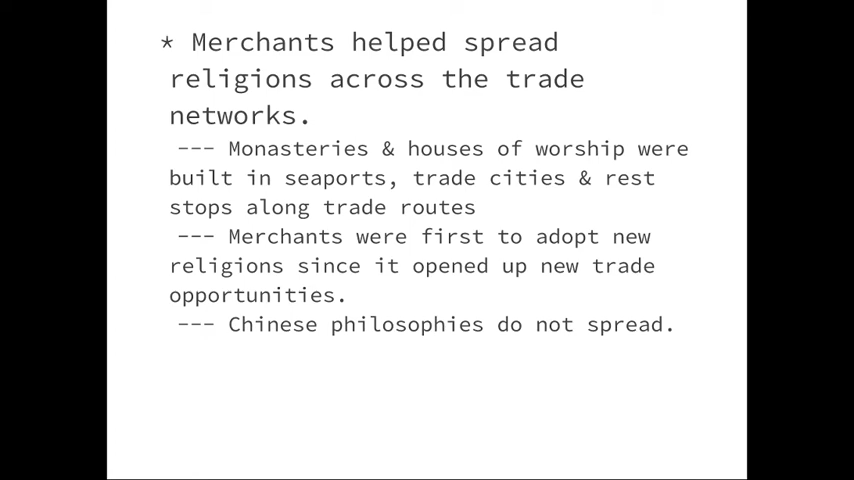 * Merchants helped spread
religions across the trade
networks.
--- Monasteries & houses of worship were
built in seaports, trade cities & rest
stops along trade routes
--- Merchants were first to adopt new
religions since it opened up new trade
opportunities.
--- Chinese philosophies do not spread.